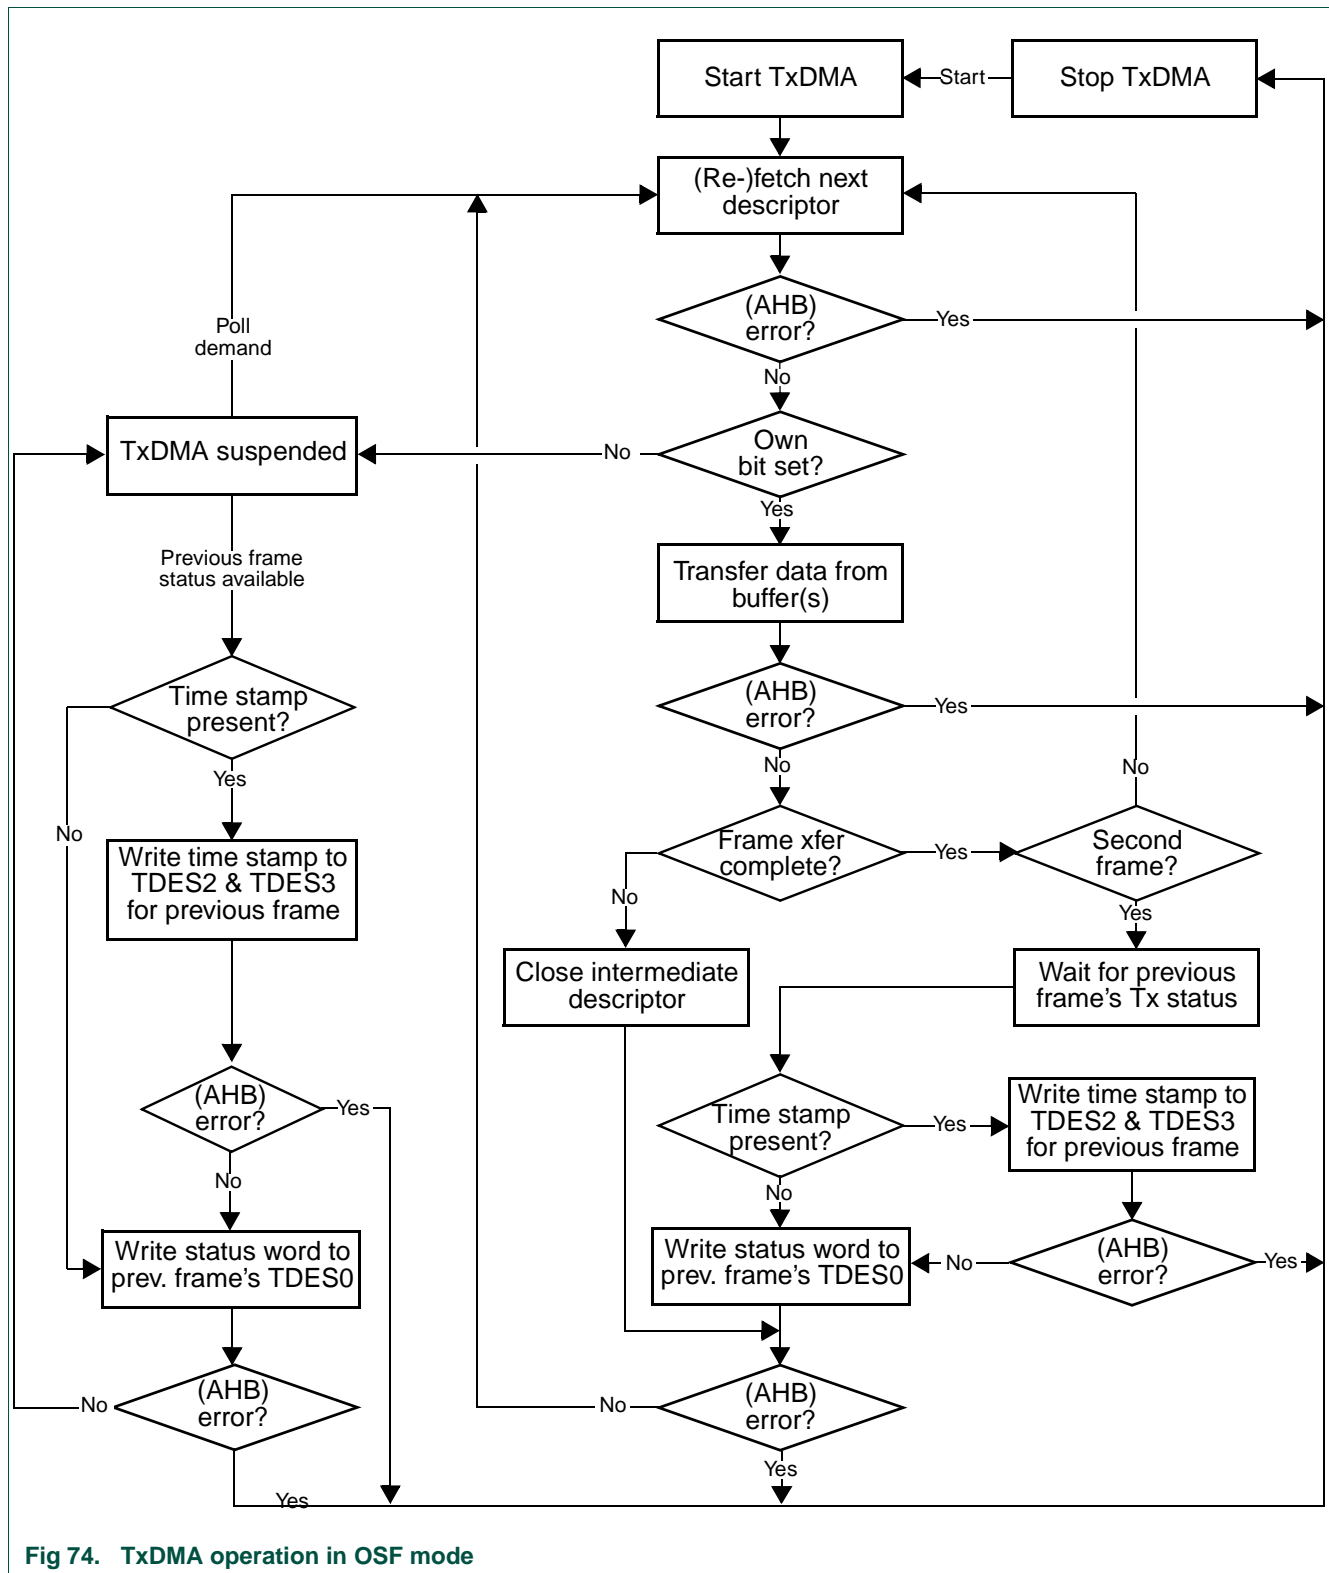 Start TxDMA
Start
Stop TxDMA
(Re-)fetch next
descriptor
(AHB)
error?
Yes
No
Poll
demand
TxDMA suspended
No
Own
bit set?
Yes
Previous frame
status available
Transfer data from
buffer(s)
Time stamp
present?
(AHB)
error?
Yes
Yes
No
No
No
Write time stamp to
TDES2 & TDES3
for previous frame
Frame xfer
complete?
Yes
Second
frame?
No
Yes
Close intermediate
descriptor
Wait for previous
frame's Tx status
(AHB)
error?
Yes
Time stamp
present?
Yes
Write time stamp to
TDES2 & TDES3
for previous frame
No
No
Write status word to
prev. frame's TDES0
Write status word to
prev. frame's TDES0
No
(AHB)
error?
Yes
No
(AHB)
error?
No
(AHB)
error?
Yes
Yes
Fig 74. TxDMA operation in OSF mode